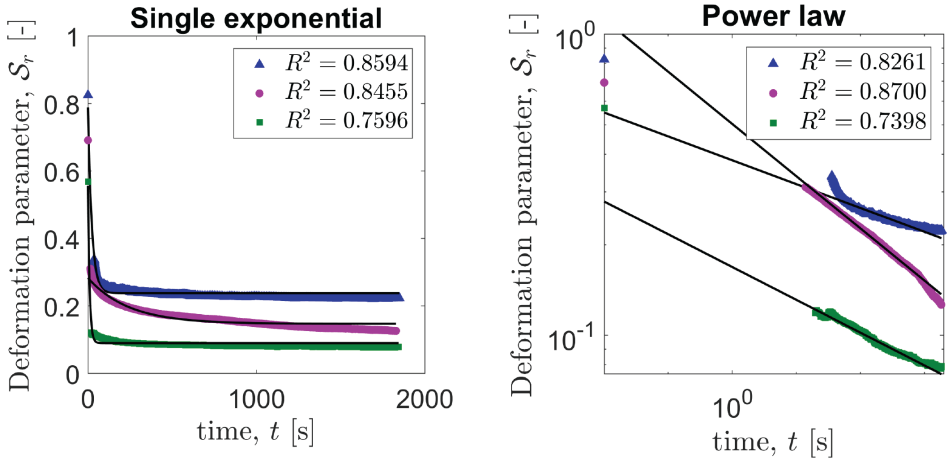 Single exponential
Deformation parameter, 𝒮r [-]
1
0.8
0.6
0.4
0.2
0
R² = 0.8594
R² = 0.8455
R² = 0.7596
0 1000 2000
time, t [s]
Power law
Deformation parameter, 𝒮r [-]
10⁰
10⁻¹
R² = 0.8261
R² = 0.8700
R² = 0.7398
10⁰
time, t [s]